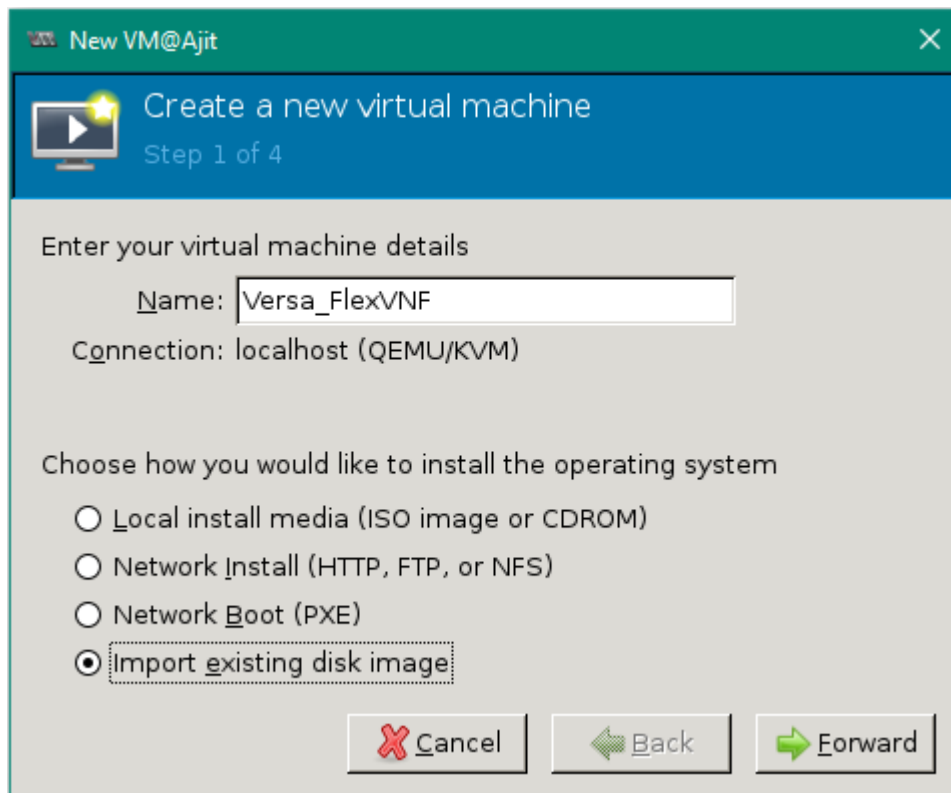 New VM@Ajit
Create a new virtual machine
Step 1 of 4
Enter your virtual machine details
Name: Versa_FlexVNF
Connection: localhost (QEMU/KVM)
Choose how you would like to install the operating system
Local install media (ISO image or CDROM)
Network Install (HTTP, FTP, or NFS)
Network Boot (PXE)
Import existing disk image
Cancel Back Forward